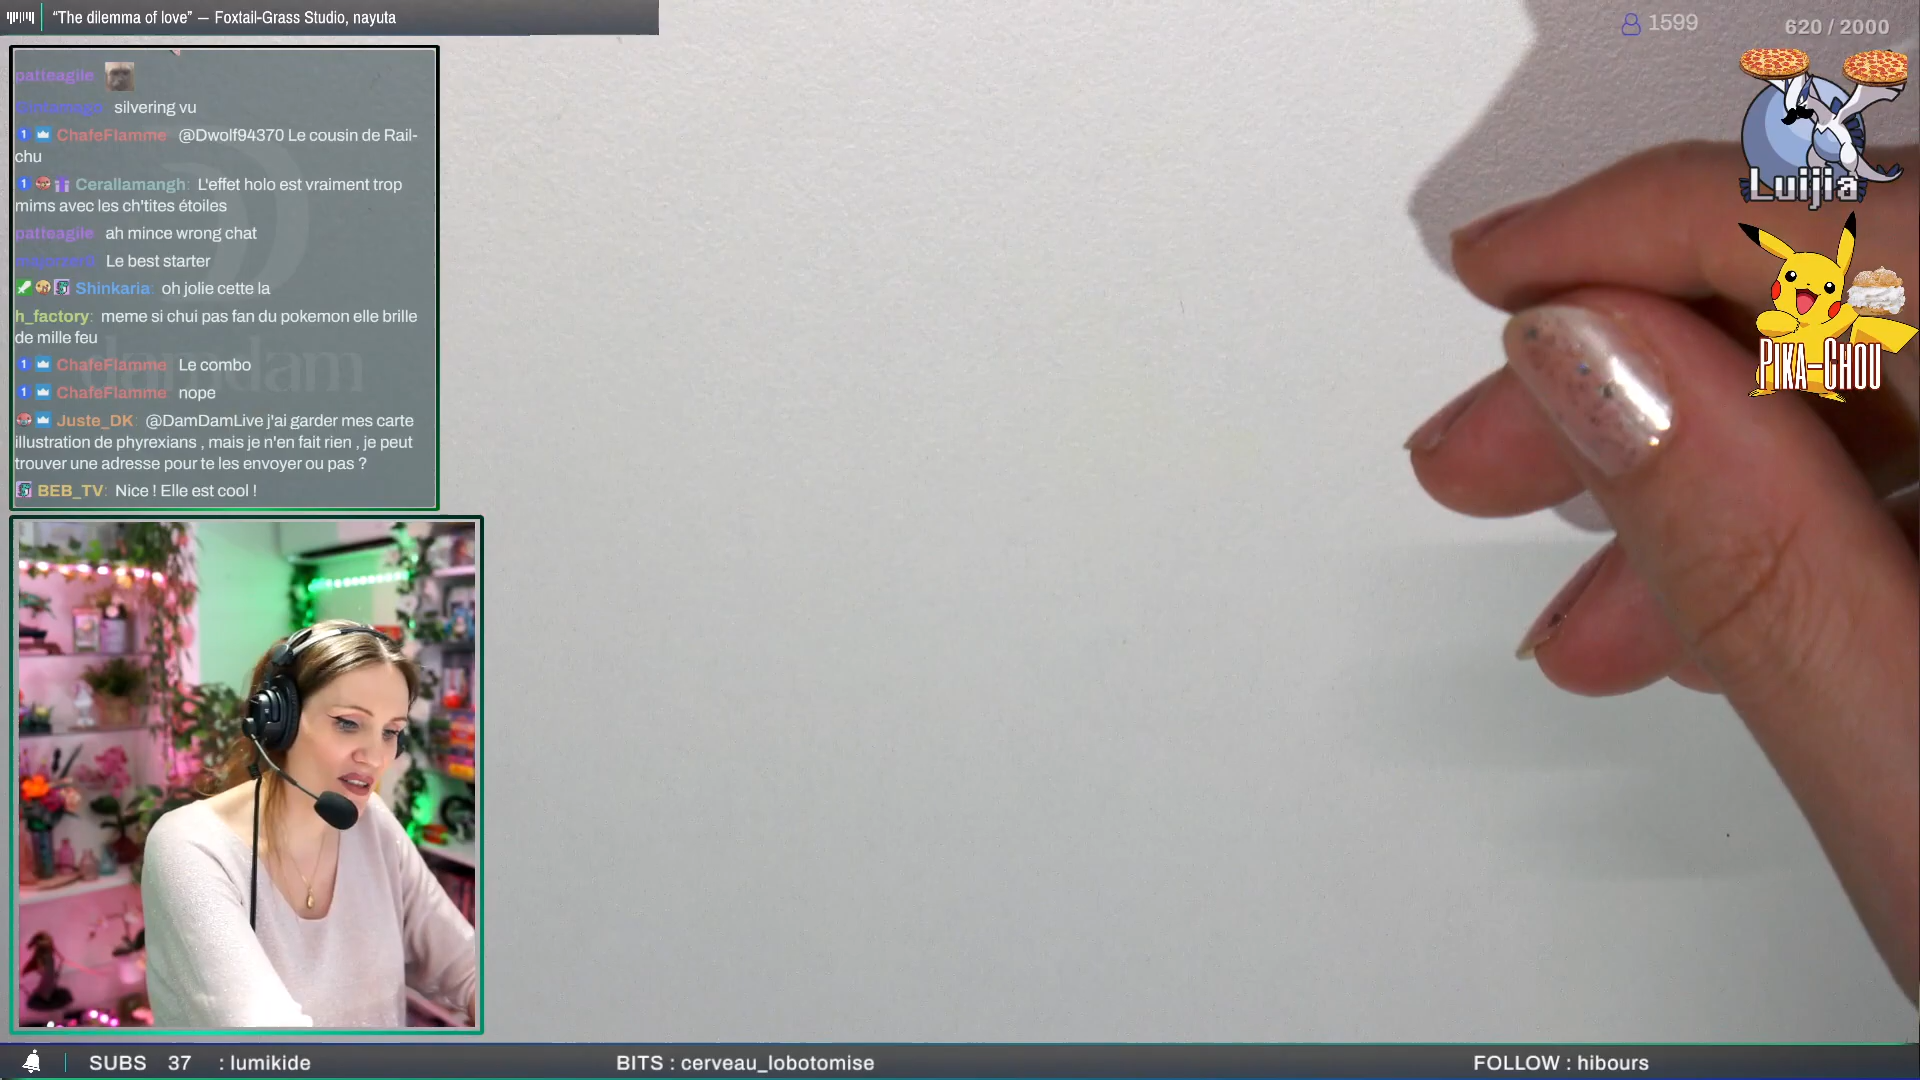 “The dilemma of love” — Foxtail-Grass Studio, nayuta
1599
620 / 2000
patteagile
silvering vu
ChafeFlamme @Dwolf94370 Le cousin de Rail-
chu
Cerallamangh: L'effet holo est vraiment trop
mims avec les ch'tites étoiles
patteagile ah mince wrong chat
Le best starter
Shinkaria: oh jolie cette la
h_factory: meme si chui pas fan du pokemon elle brille
de mille feu
ChafeFlamme Le combo
ChafeFlamme nope
Juste_DK: @DamDamLive j'ai garder mes carte
illustration de phyrexians , mais je n'en fait rien , je peut
trouver une adresse pour te les envoyer ou pas ?
BEB_TV: Nice ! Elle est cool !
damdam
Luijia
PIKA-CHOU
SUBS 37 : lumikide
BITS : cerveau_lobotomise
FOLLOW : hibours